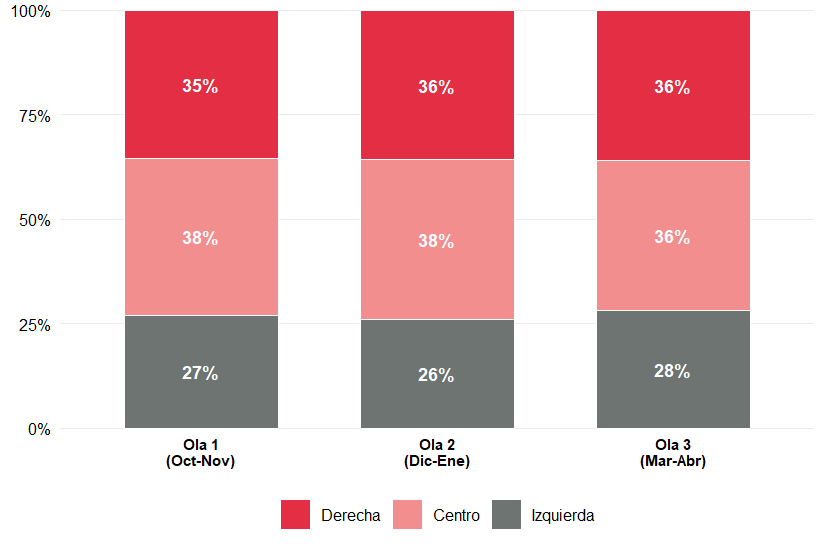 100%
75%
50%
25%
0%
35%
36%
36%
38%
38%
36%
27%
26%
28%
Ola 1
(Oct-Nov)
Ola 2
(Dic-Ene)
Ola 3
(Mar-Abr)
Derecha
Centro
Izquierda